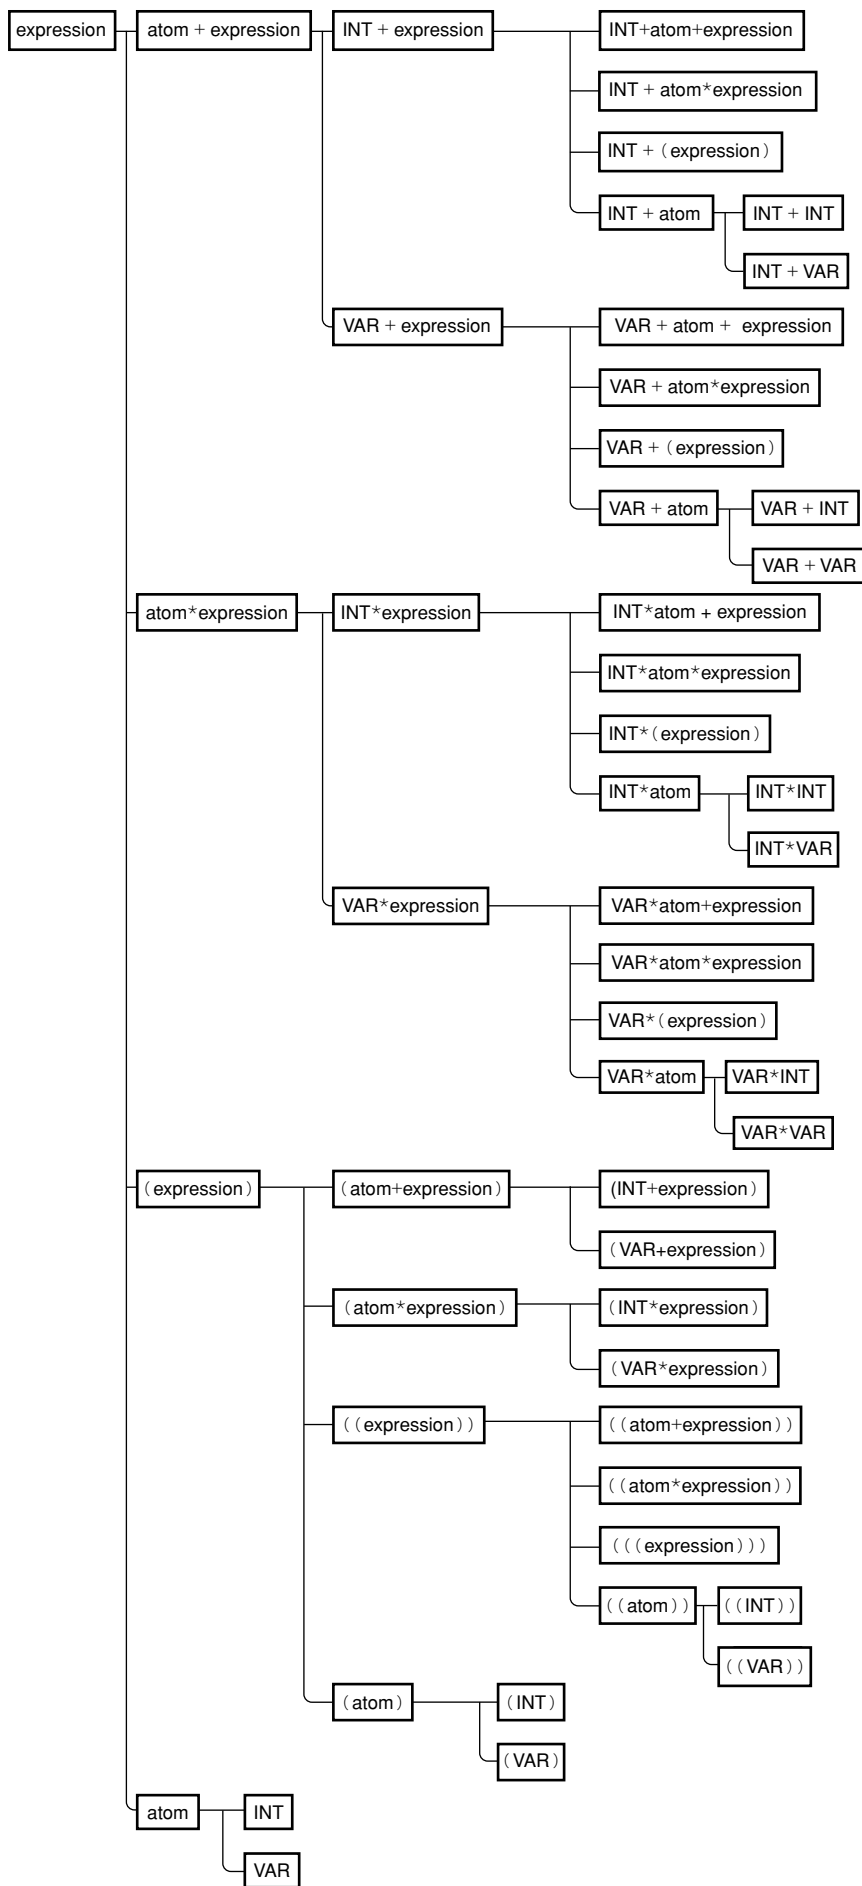 expression atom + expression INT + expression INT+atom+expression
INT + atom*expression
INT + (expression)
INT + atom INT + INT
INT + VAR
VAR + expression VAR + atom + expression
VAR + atom*expression
VAR + (expression)
VAR + atom VAR + INT
VAR + VAR
atom*expression INT*expression INT*atom + expression
INT*atom*expression
INT*(expression)
INT*atom INT*INT
INT*VAR
VAR*expression VAR*atom+expression
VAR*atom*expression
VAR*(expression)
VAR*atom VAR*INT
VAR*VAR
(expression) (atom+expression) (INT+expression)
(VAR+expression)
(atom*expression) (INT*expression)
(VAR*expression)
((expression)) ((atom+expression))
((atom*expression))
(((expression)))
((atom)) ((INT))
((VAR))
(atom) (INT)
(VAR)
atom INT
VAR